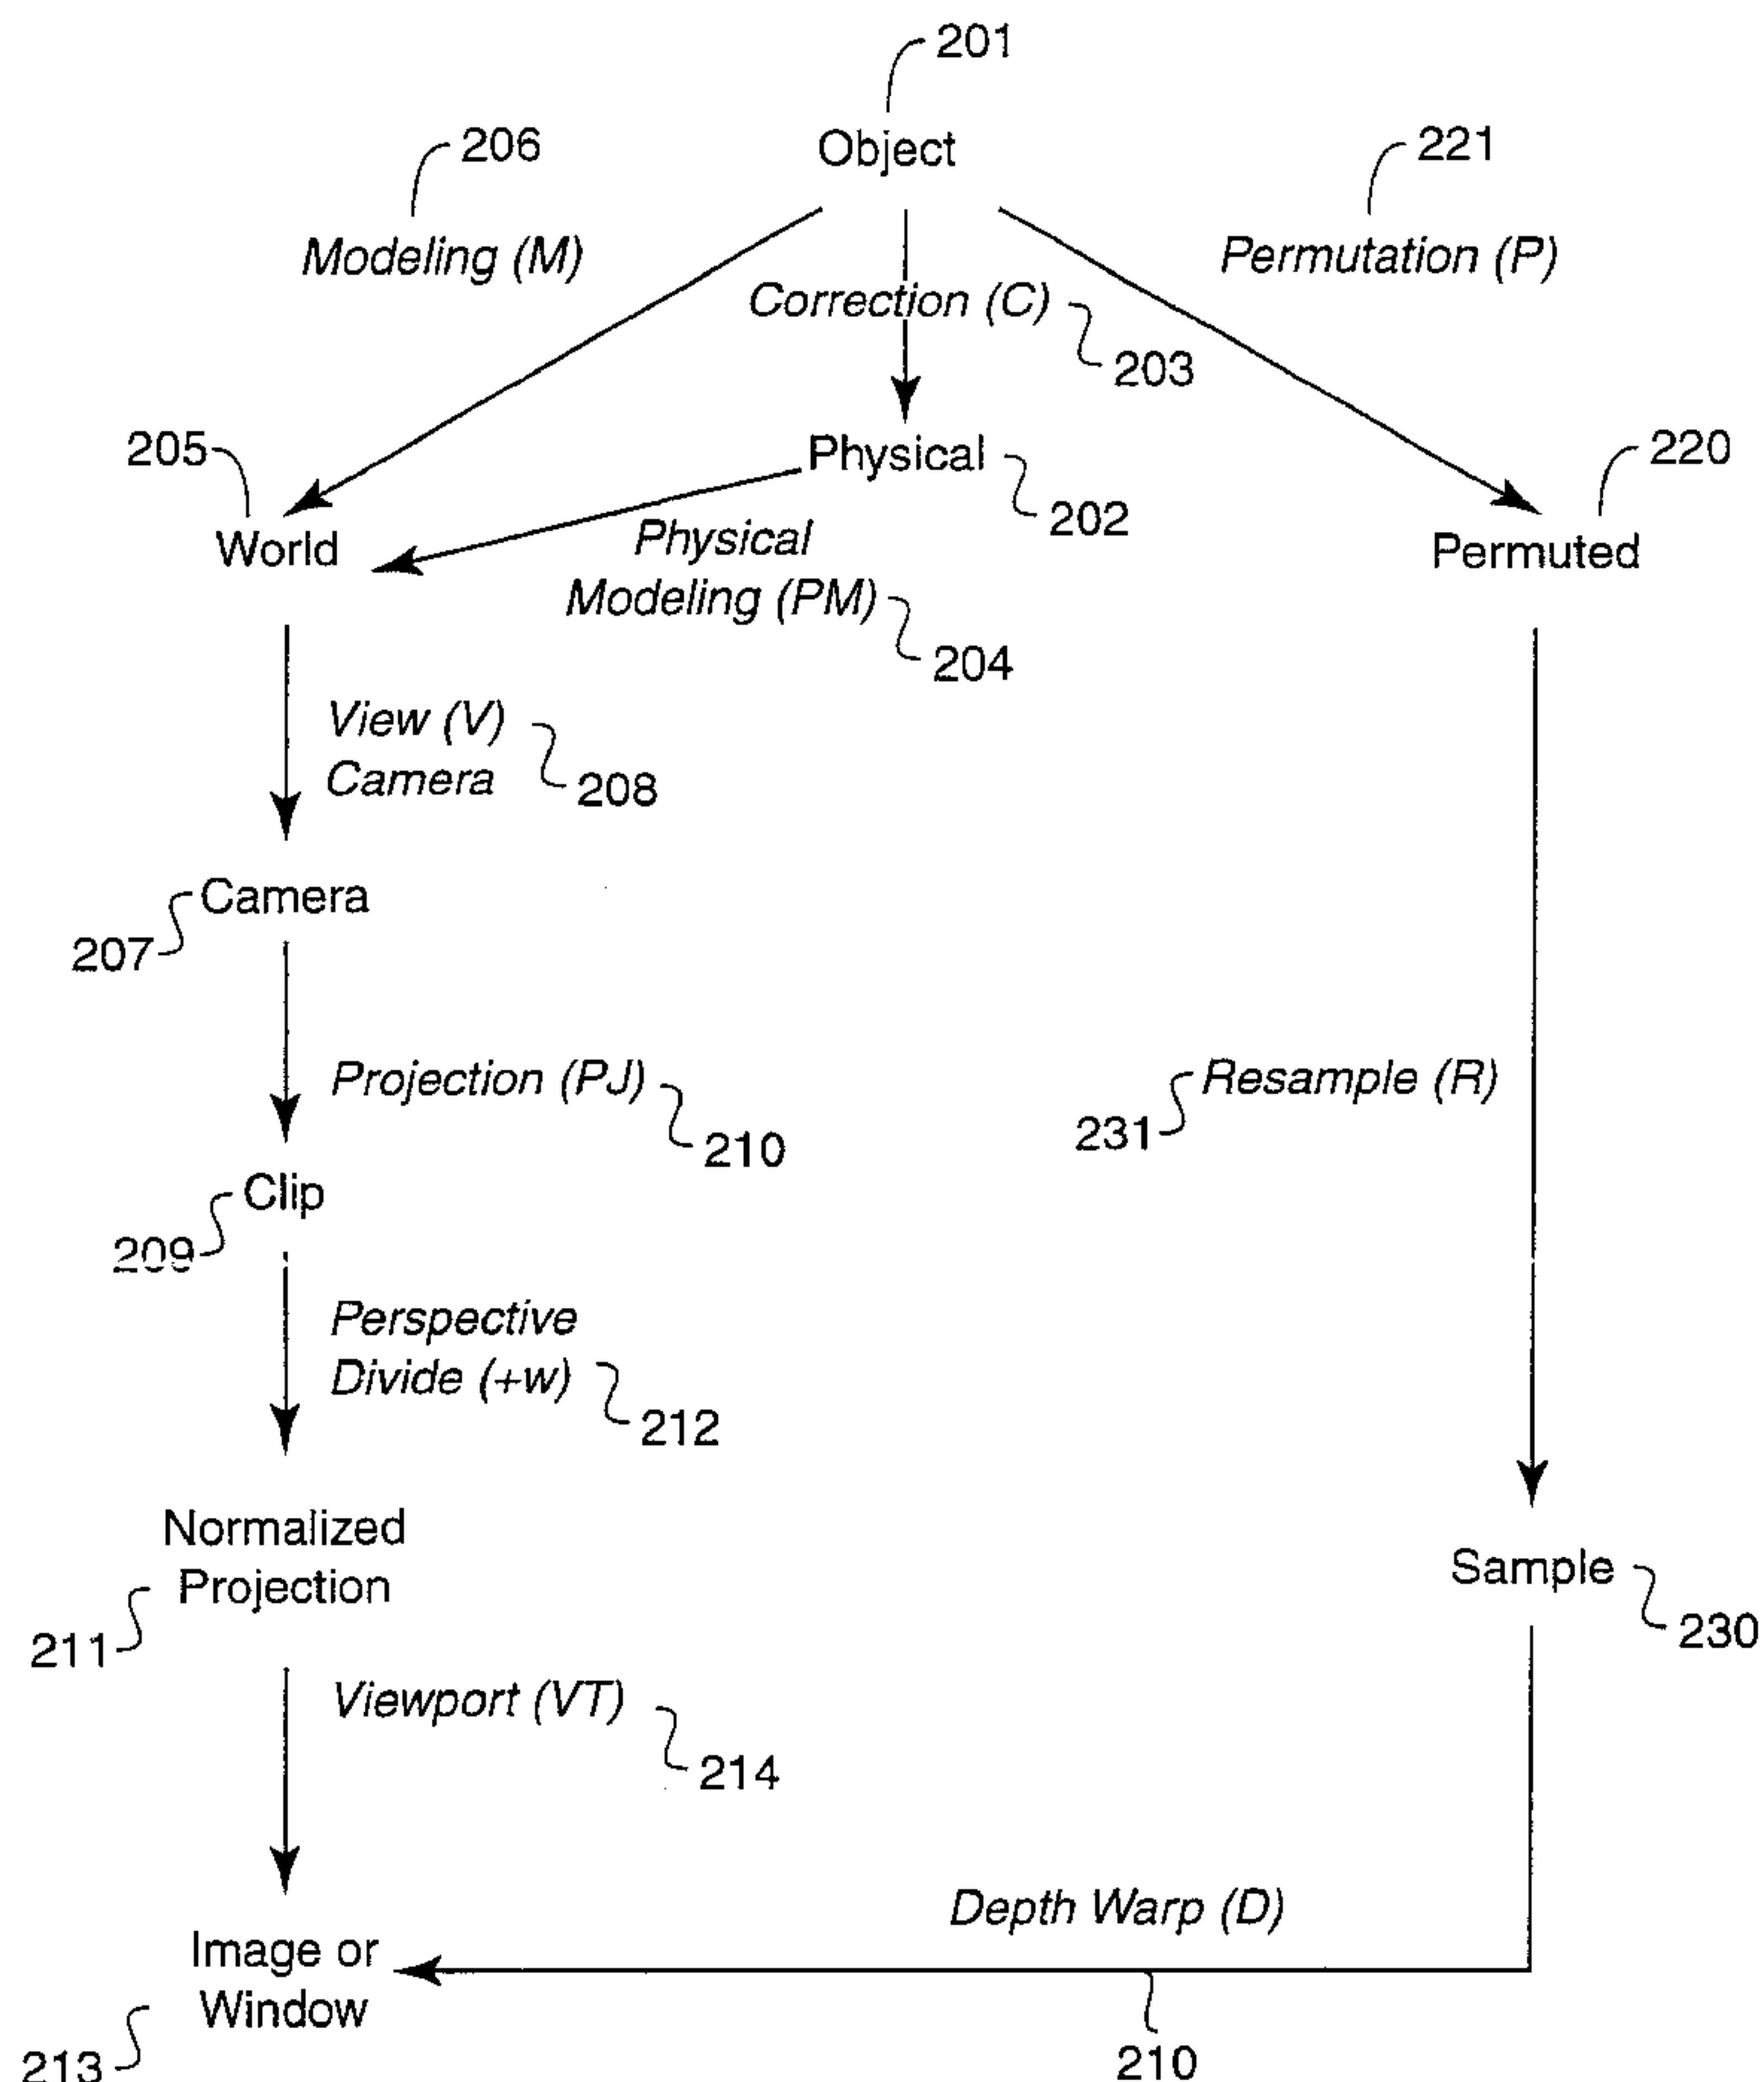 201
Object
206
221
Modeling (M)
Permutation (P)
Correction (C)
203
205
Physical
220
202
World
Physical
Modeling (PM)
Permuted
204
View (V)
Camera
208
Camera
207
Projection (PJ)
210
Resample (R)
231
Clip
209
Perspective
Divide (+w)
212
Normalized
Projection
211
Sample
230
Viewport (VT)
214
Depth Warp (D)
Image or
Window
213
210